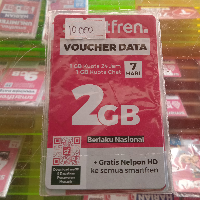 10.000
tfren.
VOUCHER DATA
1 GB Kuota 24 Jam
1 GB Kuota Chat
7
HARI
2GB
Berlaku Nasional
+ Gratis Nelpon HD
ke semua smartfren